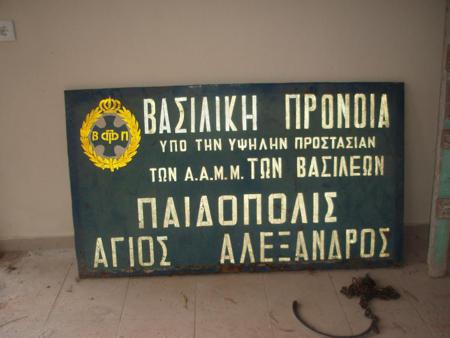 ΒΑΣΙΛΙΚΗ ΠΡΟΝΟΙΑ
Β Π
ΥΠΟ ΤΗΝ ΥΨΗΛΗΝ ΠΡΟΣΤΑΣΙΑΝ
ΤΩΝ Α.Α.Μ.Μ. ΤΩΝ ΒΑΣΙΛΕΩΝ
ΠΑΙΔΟΠΟΛΙΣ
ΑΓΙΟΣ ΑΛΕΞΑΝΔΡΟΣ